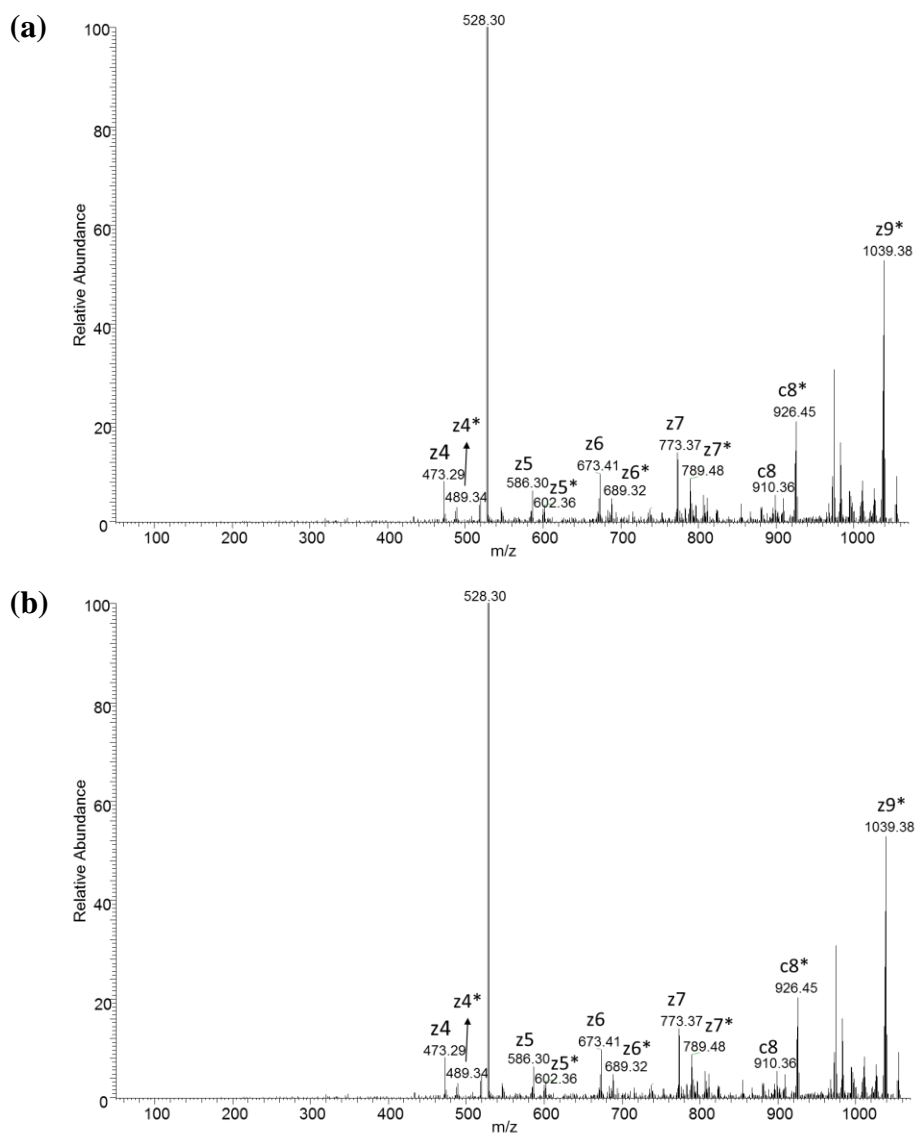 (a)
528.30
100
80
60
40
20
0
Relative Abundance
z9*
1039.38
c8*
926.45
z4*
z4
473.29
489.34
z5
586.30
z5*
602.36
z6
673.41
z6*
689.32
z7
773.37
z7*
789.48
c8
910.36
100 200 300 400 500 600 700 800 900 1000
m/z
(b)
528.30
100
80
60
40
20
0
Relative Abundance
z9*
1039.38
c8*
926.45
z4*
z4
473.29
489.34
z5
586.30
z5*
602.36
z6
673.41
z6*
689.32
z7
773.37
z7*
789.48
c8
910.36
100 200 300 400 500 600 700 800 900 1000
m/z